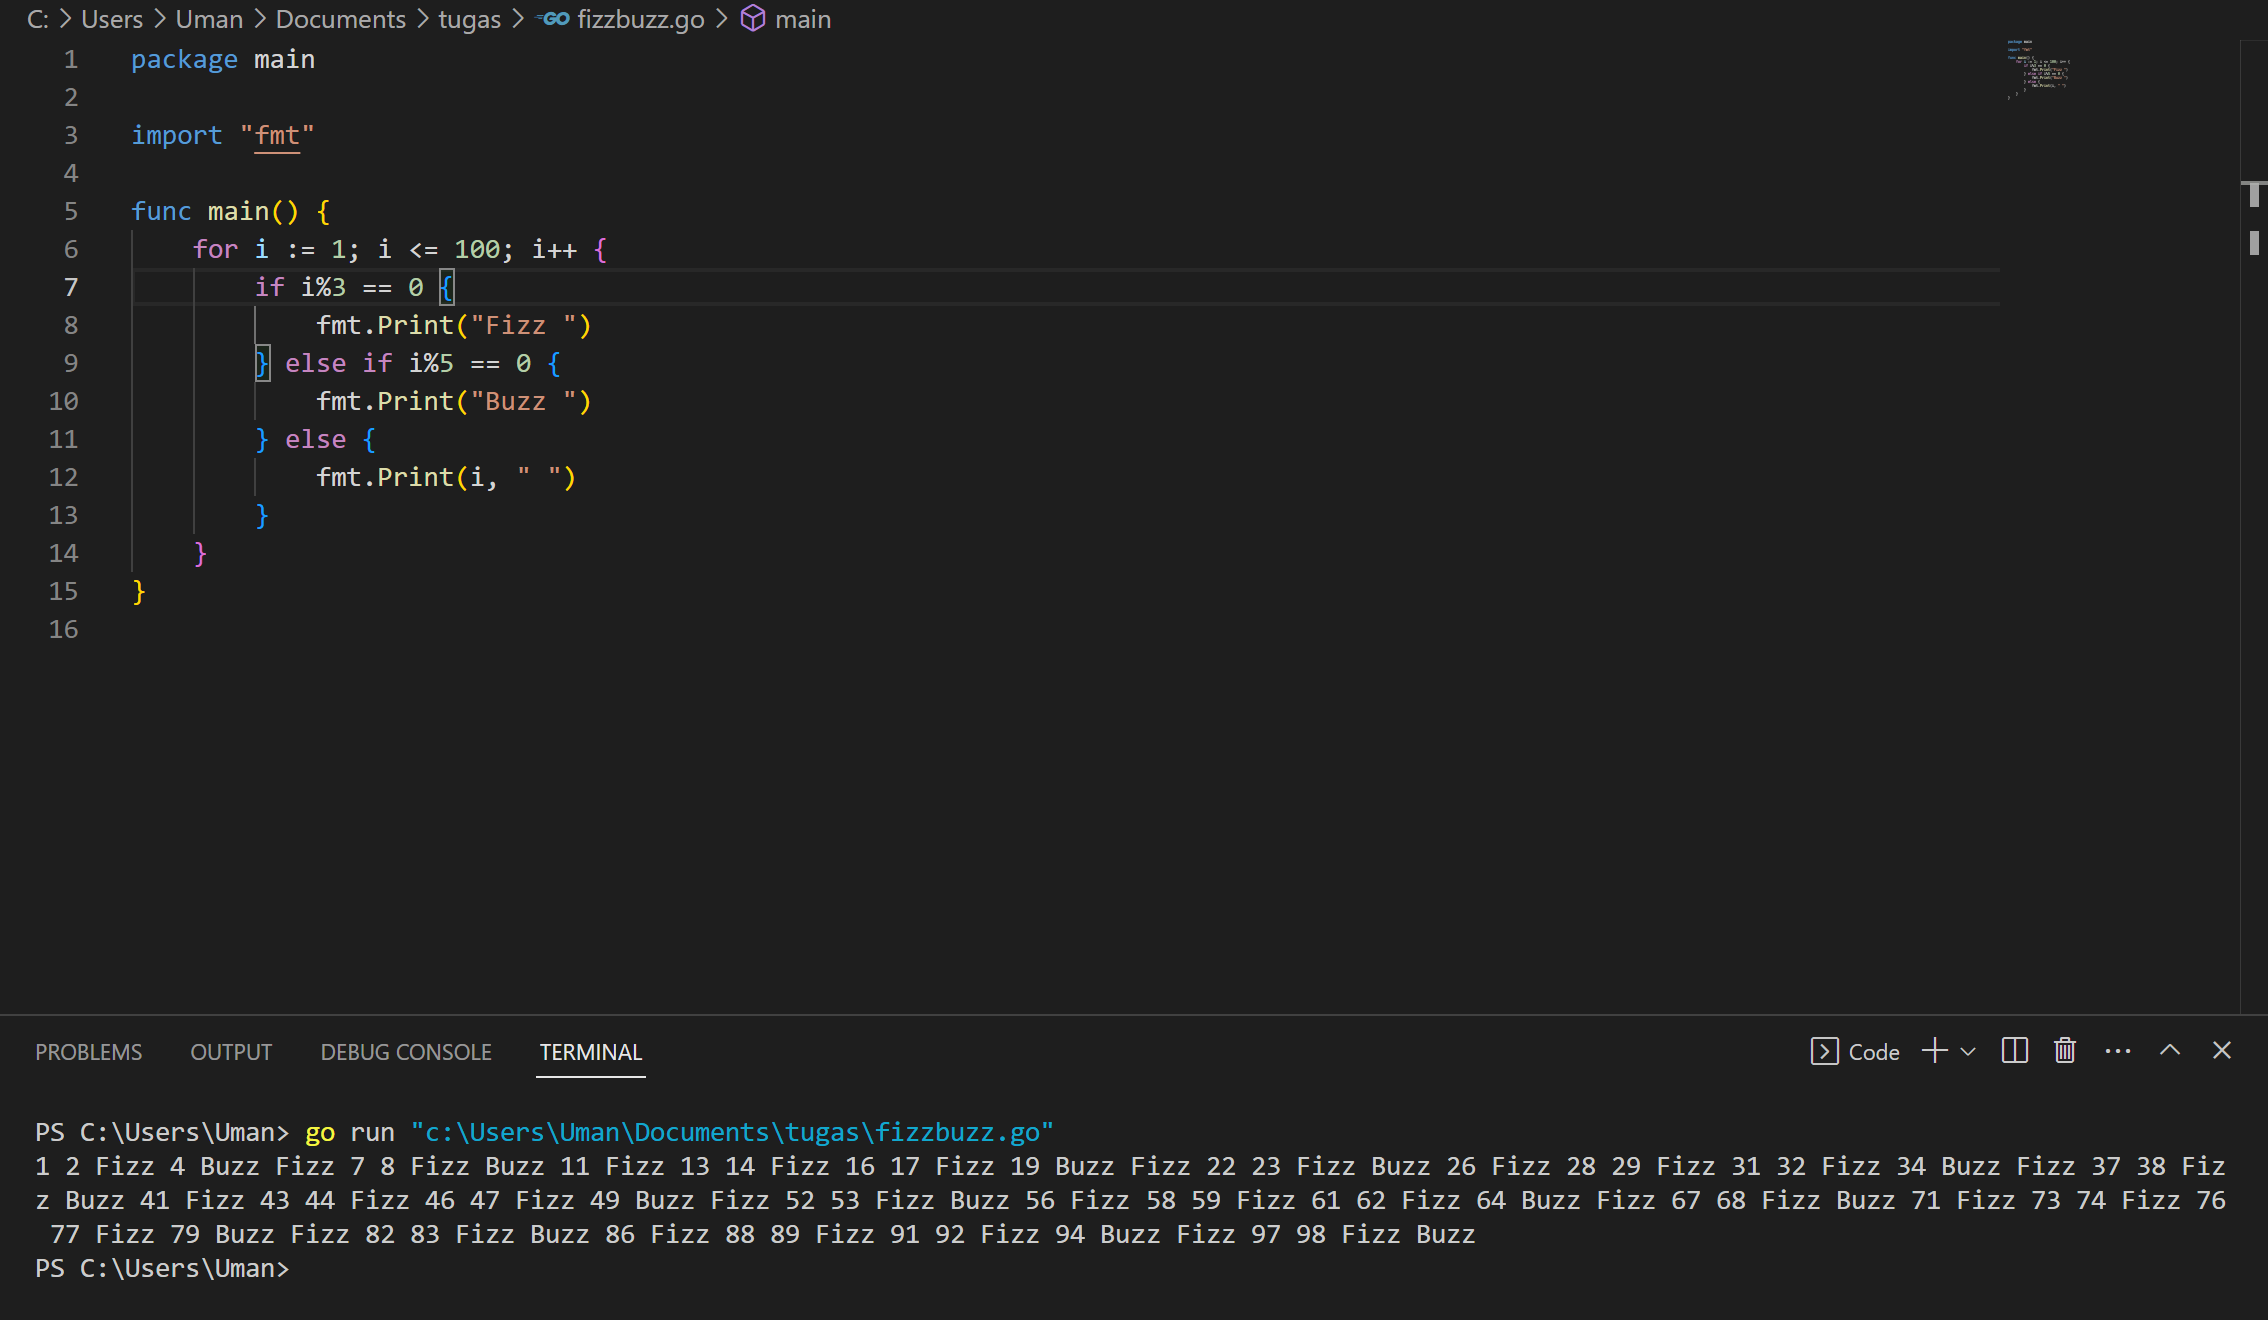 C: > Users > Uman > Documents > tugas > GO fizzbuzz.go > main
1 package main
2
3 import "fmt"
4
5 func main() {
6     for i := 1; i <= 100; i++ {
7         if i%3 == 0 {
8             fmt.Print("Fizz ")
9         } else if i%5 == 0 {
10             fmt.Print("Buzz ")
11         } else {
12             fmt.Print(i, " ")
13         }
14     }
15 }
16
PROBLEMS OUTPUT DEBUG CONSOLE TERMINAL Code
PS C:\Users\Uman> go run "c:\Users\Uman\Documents\tugas\fizzbuzz.go"
1 2 Fizz 4 Buzz Fizz 7 8 Fizz Buzz 11 Fizz 13 14 Fizz 16 17 Fizz 19 Buzz Fizz 22 23 Fizz Buzz 26 Fizz 28 29 Fizz 31 32 Fizz 34 Buzz Fizz 37 38 Fiz
z Buzz 41 Fizz 43 44 Fizz 46 47 Fizz 49 Buzz Fizz 52 53 Fizz Buzz 56 Fizz 58 59 Fizz 61 62 Fizz 64 Buzz Fizz 67 68 Fizz Buzz 71 Fizz 73 74 Fizz 76
 77 Fizz 79 Buzz Fizz 82 83 Fizz Buzz 86 Fizz 88 89 Fizz 91 92 Fizz 94 Buzz Fizz 97 98 Fizz Buzz
PS C:\Users\Uman>